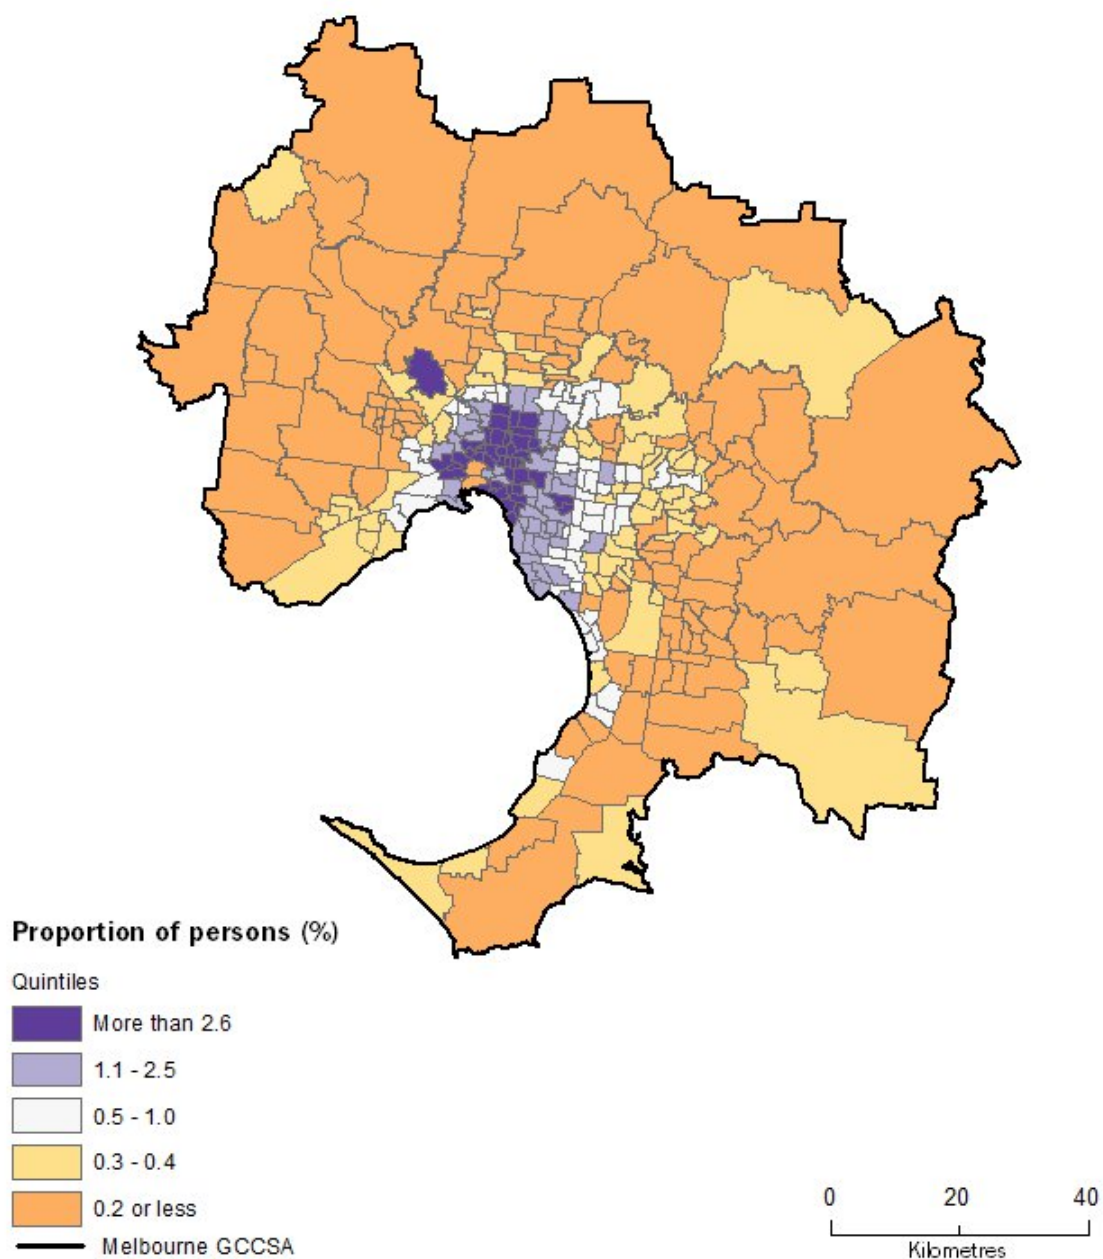 Proportion of persons (%)
Quintiles
More than 2.6
1.1 - 2.5
0.5 - 1.0
0.3 - 0.4
0.2 or less
Melbourne GCCSA
0 20 40
Kilometres